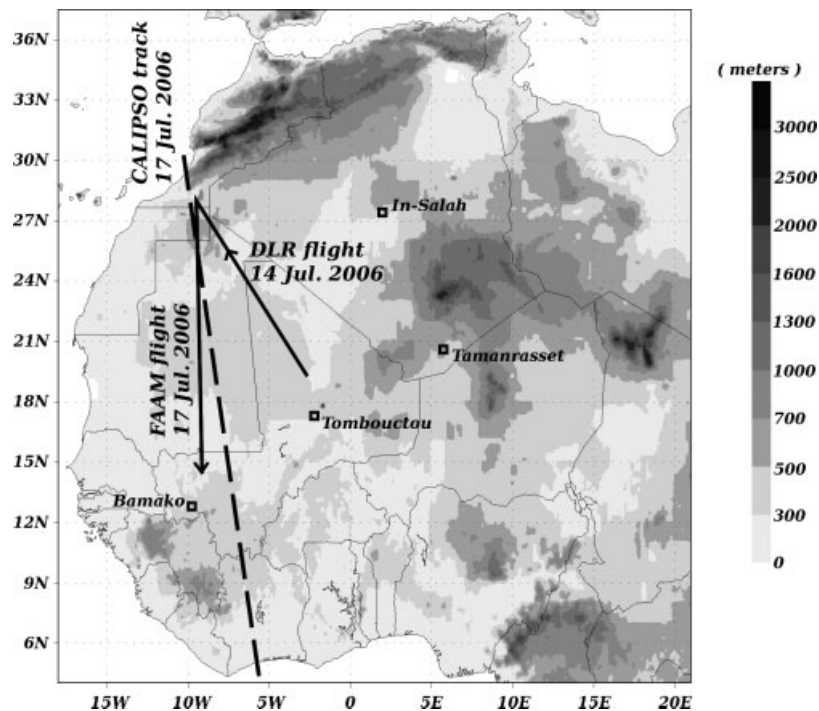 CALIPSO track
17 Jul. 2006
36N
33N
30N
27N
24N
21N
18N
15N
12N
9N
6N
In-Salah
DLR flight
14 Jul. 2006
FAAM flight
17 Jul. 2006
Tamanrasset
Tombouctou
Bamako
15W
10W
5W
0
5E
10E
15E
20E
( meters )
3000
2500
2000
1600
1300
1000
700
500
300
0